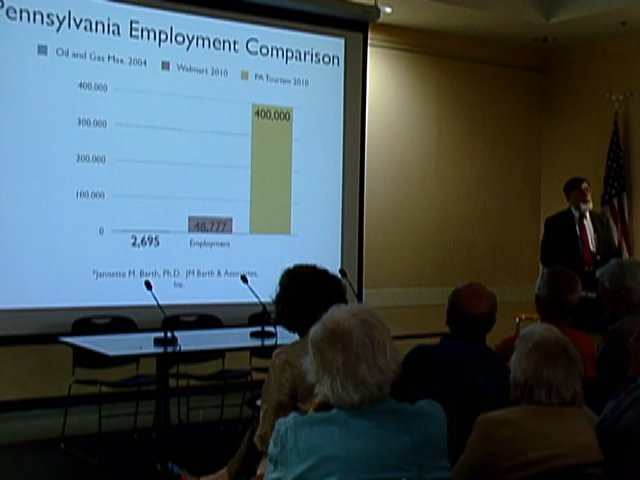 Pennsylvania Employment Comparison
Oil and Gas Max. 2004 Walmart 2010 PA Tourism 2010
400,000
300,000
200,000
100,000
0
400,000
48,777
2,695
Employment
*Jannette M. Barth, Ph.D. JM Barth & Associates,
Inc.